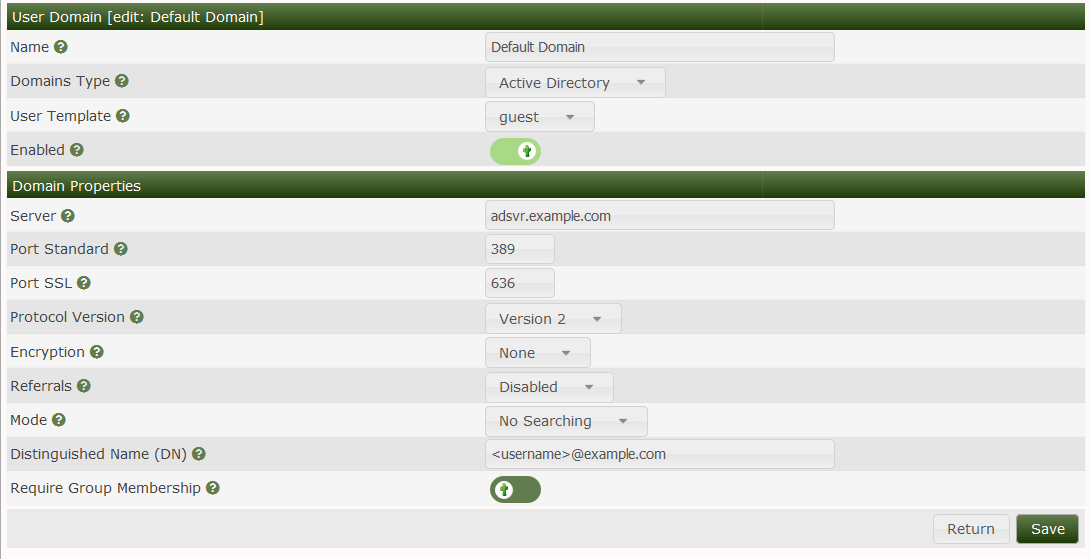 User Domain [edit: Default Domain]
Name ? Default Domain
Domains Type ? Active Directory
User Template ? guest
Enabled ?
Domain Properties
Server ? adsvr.example.com
Port Standard ? 389
Port SSL ? 636
Protocol Version ? Version 2
Encryption ? None
Referrals ? Disabled
Mode ? No Searching
Distinguished Name (DN) ? <username>@example.com
Require Group Membership ?
Return Save